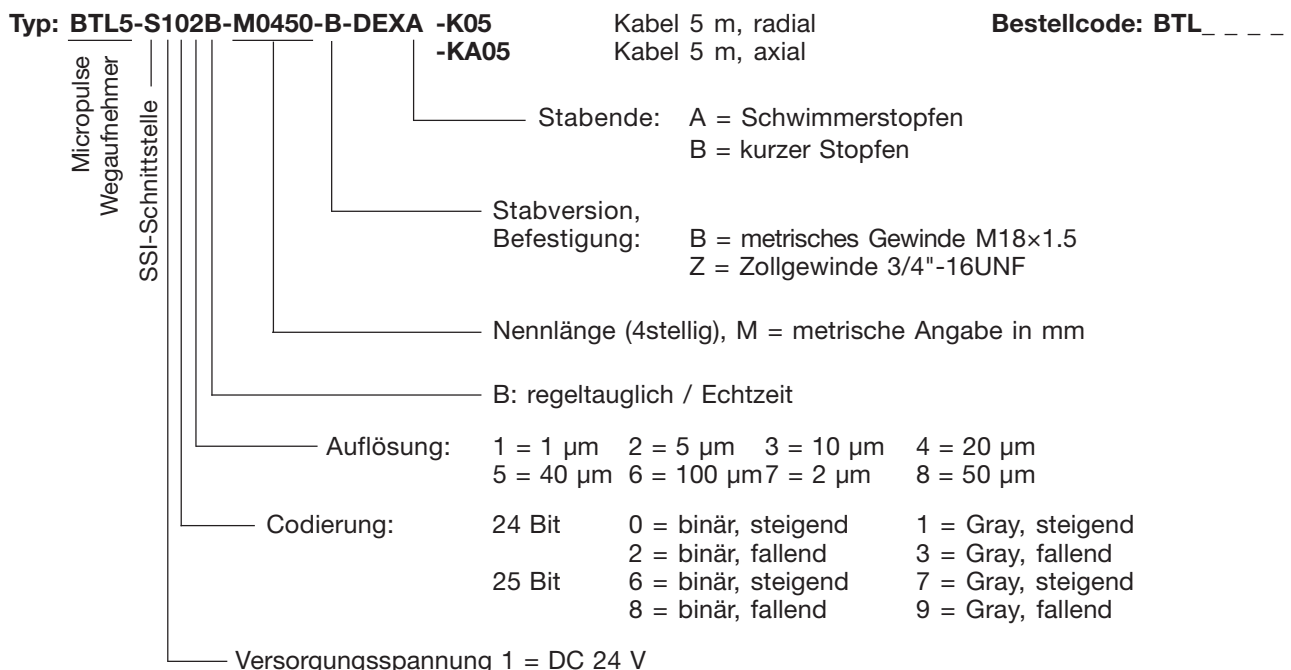 Typ: BTL5-S102B-M0450-B-DEXA -K05 Kabel 5 m, radial Bestellcode: BTL_ _ _ _
-KA05 Kabel 5 m, axial
Micropulse
Wegaufnehmer
SSI-Schnittstelle
Stabende: A = Schwimmerstopfen
B = kurzer Stopfen
Stabversion,
Befestigung: B = metrisches Gewinde M18×1.5
Z = Zollgewinde 3/4"-16UNF
Nennlänge (4stellig), M = metrische Angabe in mm
B: regeltauglich / Echtzeit
Auflösung: 1 = 1 µm 2 = 5 µm 3 = 10 µm 4 = 20 µm
5 = 40 µm 6 = 100 µm 7 = 2 µm 8 = 50 µm
Codierung: 24 Bit 0 = binär, steigend 1 = Gray, steigend
2 = binär, fallend 3 = Gray, fallend
25 Bit 6 = binär, steigend 7 = Gray, steigend
8 = binär, fallend 9 = Gray, fallend
Versorgungsspannung 1 = DC 24 V